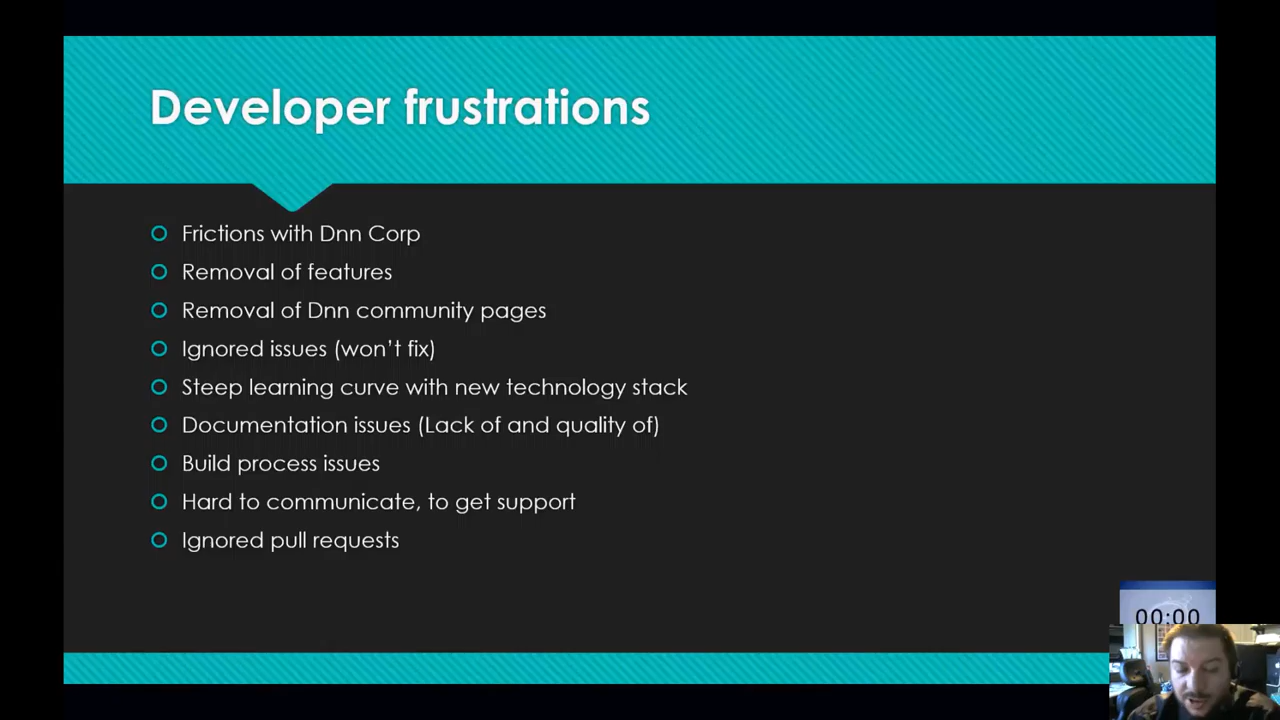 Developer frustrations
Frictions with Dnn Corp
Removal of features
Removal of Dnn community pages
Ignored issues (won’t fix)
Steep learning curve with new technology stack
Documentation issues (Lack of and quality of)
Build process issues
Hard to communicate, to get support
Ignored pull requests
00:00